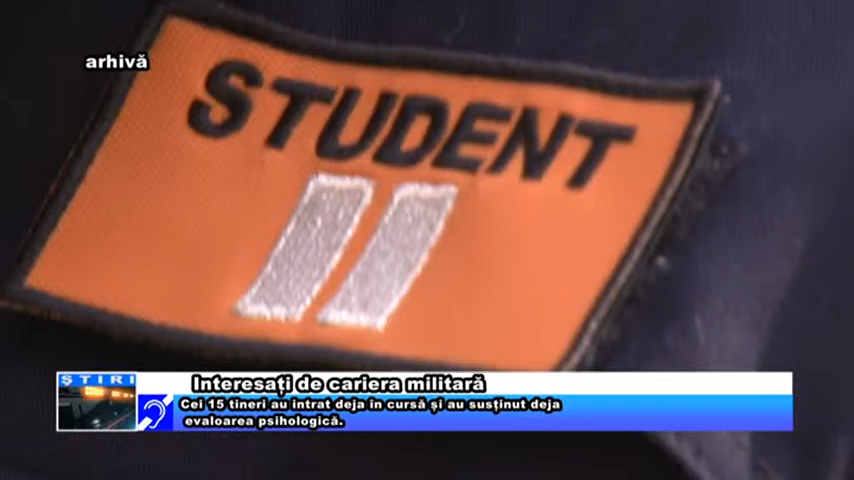 arhivă
STUDENT
ȘTIRI
Interesați de cariera militară
Cei 15 tineri au intrat deja în cursă și au susținut deja
evaloarea psihologică.